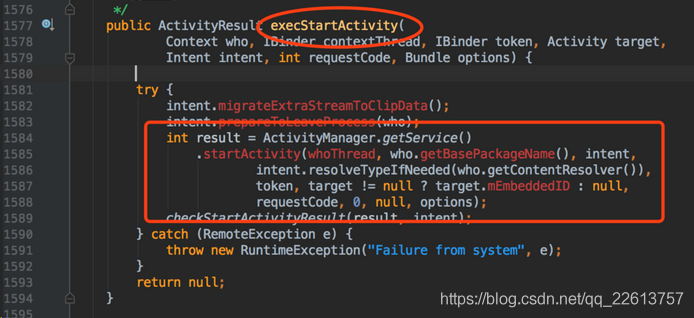 1576 */
1577 public ActivityResult execStartActivity(
1578 Context who, IBinder contextThread, IBinder token, Activity target,
1579 Intent intent, int requestCode, Bundle options) {
1580
1581 try {
1582 intent.migrateExtraStreamToClipData();
1583 intent.prepareToLeaveProcess(who);
1584 int result = ActivityManager.getService()
1585 .startActivity(whoThread, who.getBasePackageName(), intent,
1586 intent.resolveTypeIfNeeded(who.getContentResolver()),
1587 token, target != null ? target.mEmbeddedID : null,
1588 requestCode, 0, null, options);
1589 checkStartActivityResult(result, intent);
1590 } catch (RemoteException e) {
1591 throw new RuntimeException("Failure from system", e);
1592 }
1593 return null;
1594 }
https://blog.csdn.net/qq_22613757